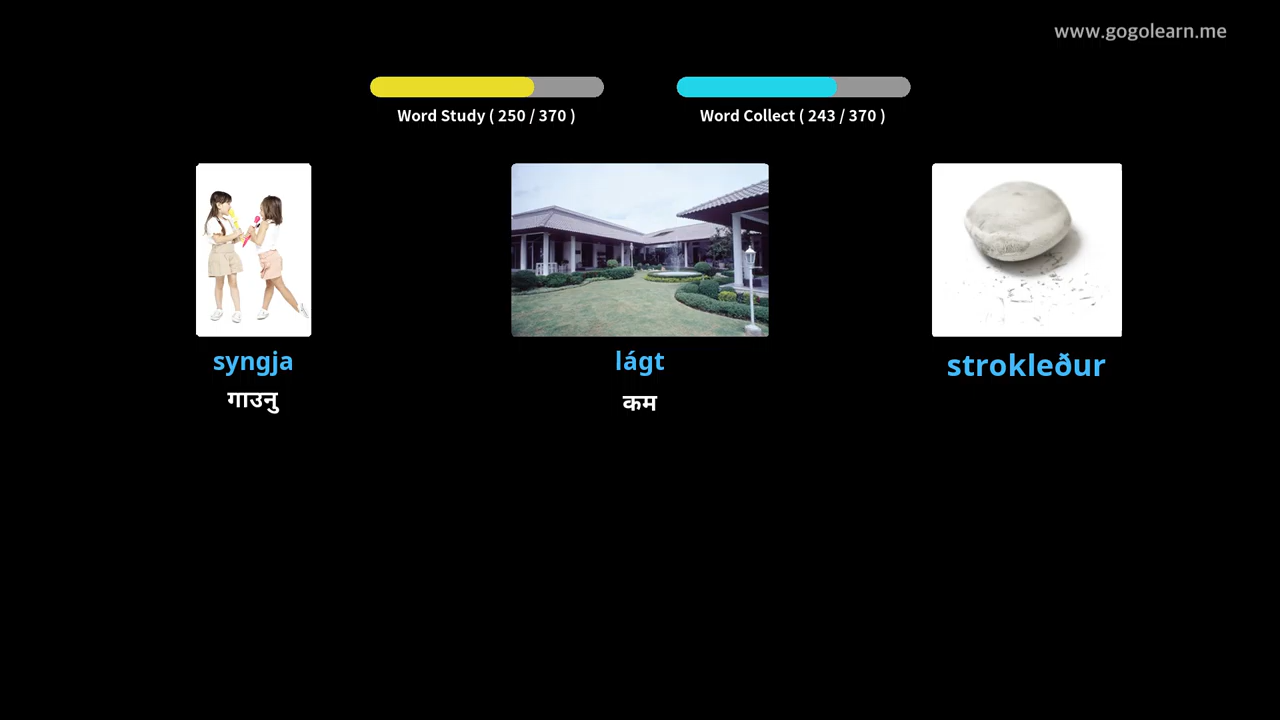 www.gogolearn.me
Word Study ( 250 / 370 )
Word Collect ( 243 / 370 )
syngja
lágt
strokleður
गाउनु
कम